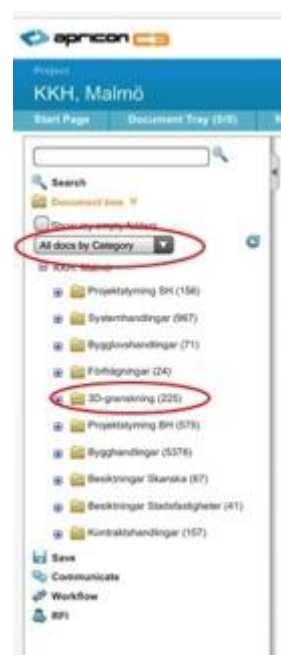 apricon C3
Project
KKH, Malmö
Start Page Document Tray (0/0)
Search
Document tree
Show my empty folders
All docs by Category
KKH, Malmö
Projektstyrning SH (156)
Systemhandlingar (967)
Bygglovshandlingar (71)
Förfrågningar (24)
3D-granskning (225)
Projektstyrning BH (575)
Bygghandlingar (5376)
Besiktningar Skanska (67)
Besiktningar Stadsfastigheter (41)
Kontraktshandlingar (157)
Save
Communicate
Workflow
RFI